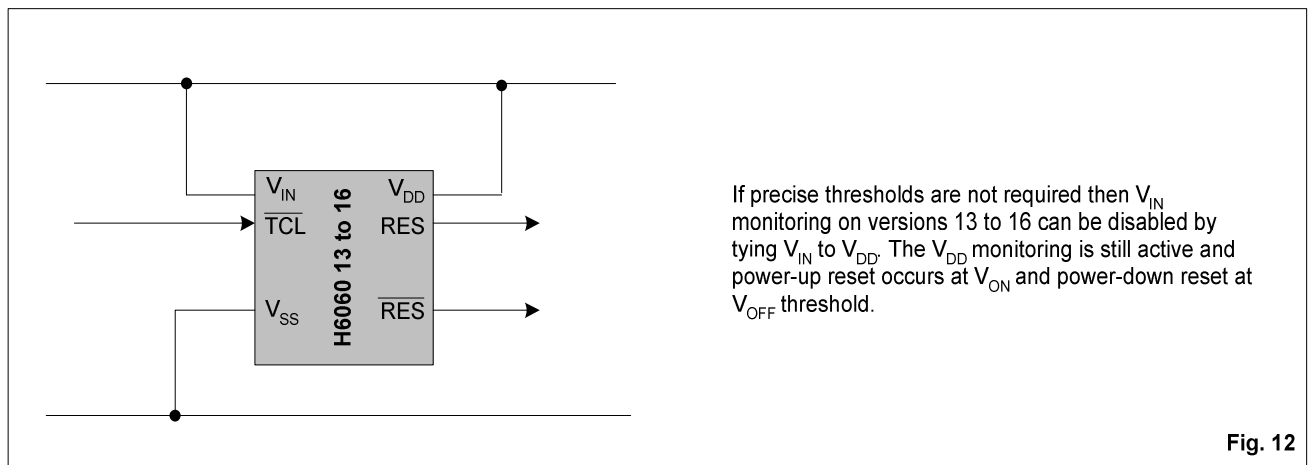 V_IN V_DD
T̅C̅L̅ RES
V_SS R̅E̅S̅
H6060 13 to 16
If precise thresholds are not required then V_IN
monitoring on versions 13 to 16 can be disabled by
tying V_IN to V_DD. The V_DD monitoring is still active and
power-up reset occurs at V_ON and power-down reset at
V_OFF threshold.
Fig. 12